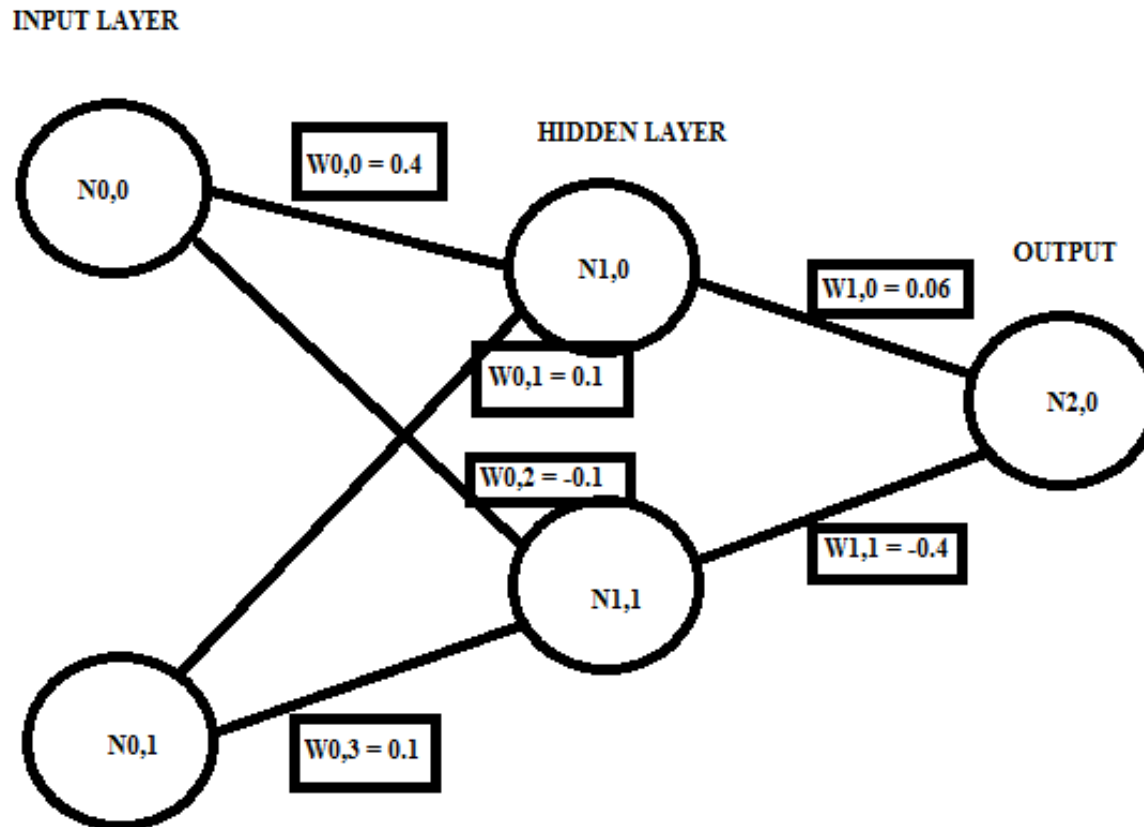 INPUT LAYER
HIDDEN LAYER
OUTPUT
N0,0
W0,0 = 0.4
N1,0
W1,0 = 0.06
W0,1 = 0.1
N2,0
W0,2 = -0.1
W1,1 = -0.4
N1,1
N0,1
W0,3 = 0.1